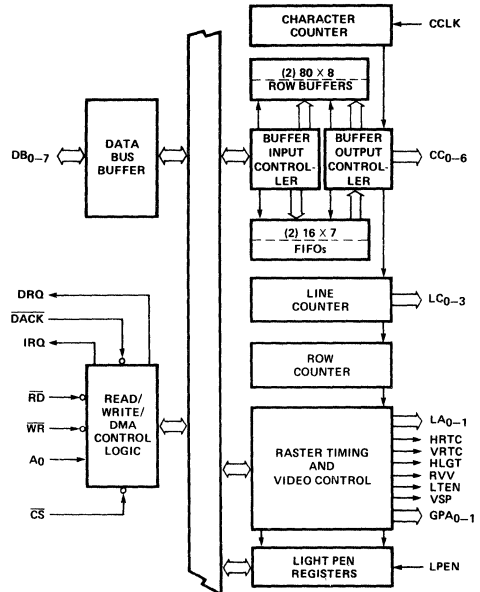 CHARACTER
COUNTER
CCLK
(2) 80 X 8
ROW BUFFERS
DATA
BUS
BUFFER
DB0–7
BUFFER
INPUT
CONTROL-
LER
BUFFER
OUTPUT
CONTROL-
LER
CC0–6
(2) 16 X 7
FIFOs
LINE
COUNTER
LC0–3
ROW
COUNTER
DRQ
DACK
IRQ
RD
WR
A0
CS
READ/
WRITE/
DMA
CONTROL
LOGIC
RASTER TIMING
AND
VIDEO CONTROL
LA0–1
HRTC
VRTC
HLGT
RVV
LTEN
VSP
GPA0–1
LIGHT PEN
REGISTERS
LPEN